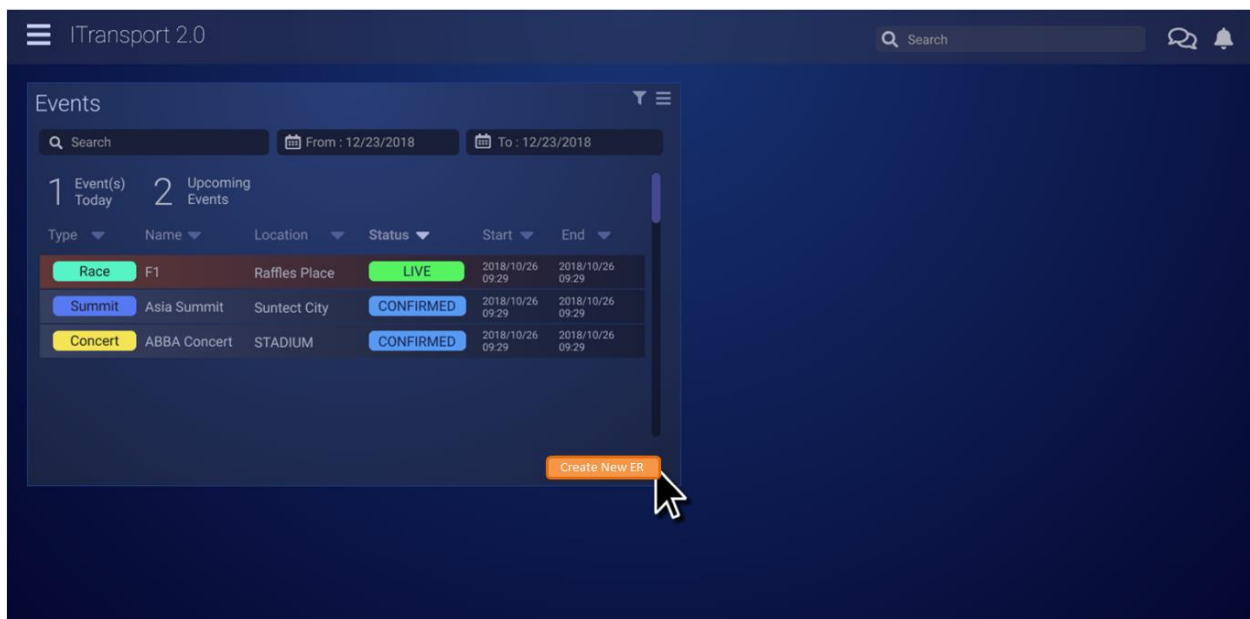 ITransport 2.0
Search
Events
Search
From : 12/23/2018
To : 12/23/2018
1 Event(s) Today
2 Upcoming Events
Type Name Location Status Start End
Race F1 Raffles Place LIVE 2018/10/26 09:29 2018/10/26 09:29
Summit Asia Summit Suntect City CONFIRMED 2018/10/26 09:29 2018/10/26 09:29
Concert ABBA Concert STADIUM CONFIRMED 2018/10/26 09:29 2018/10/26 09:29
Create New ER